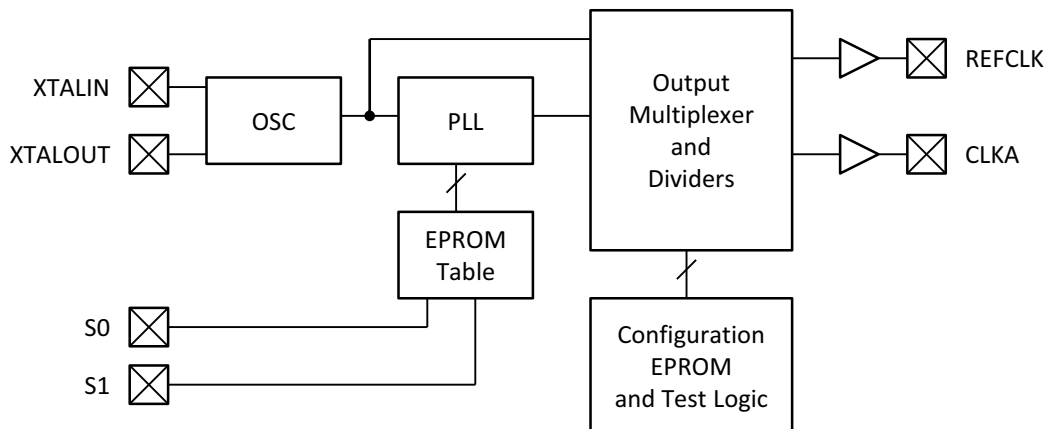 XTALIN
XTALOUT
OSC
PLL
Output
Multiplexer
and
Dividers
REFCLK
CLKA
EPROM
Table
S0
S1
Configuration
EPROM
and Test Logic